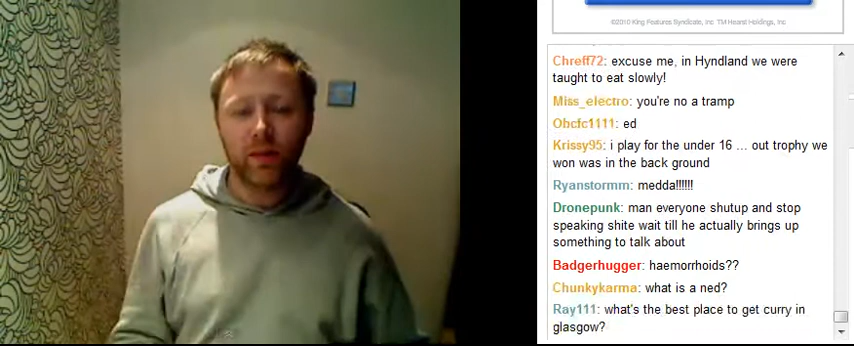 ©2010 King Features Syndicate, Inc TM Hearst Holdings, Inc
Chreff72: excuse me, in Hyndland we were
taught to eat slowly!
Miss_electro: you're no a tramp
Obcfc1111: ed
Krissy95: i play for the under 16 ... out trophy we
won was in the back ground
Ryanstormm: medda!!!!!!
Dronepunk: man everyone shutup and stop
speaking shite wait till he actually brings up
something to talk about
Badgerhugger: haemorrhoids??
Chunkykarma: what is a ned?
Ray111: what's the best place to get curry in
glasgow?